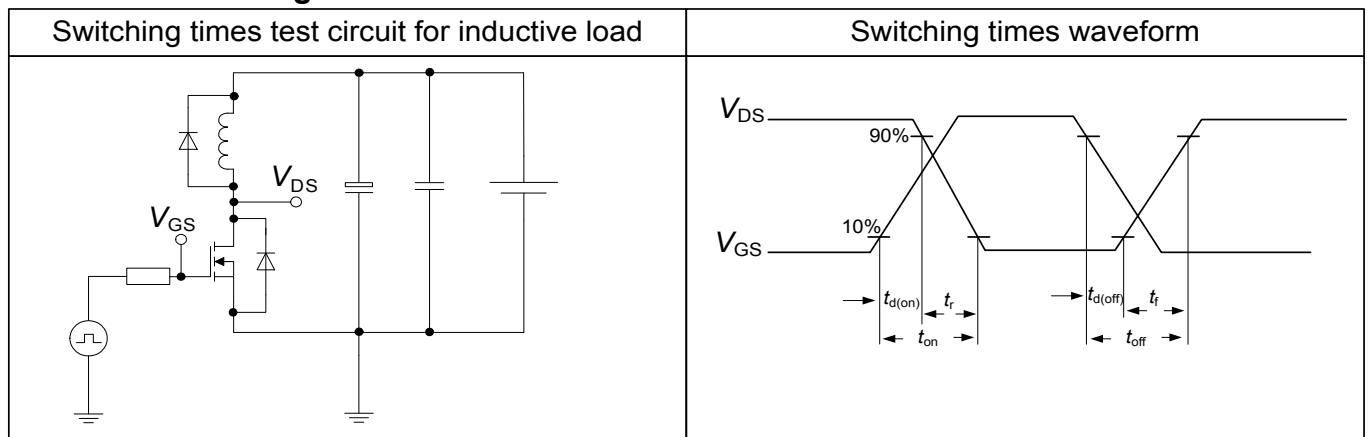 Switching times test circuit for inductive load
Switching times waveform
VDS
VGS
VDS
90%
10%
VGS
td(on) tr td(off) tf
ton toff